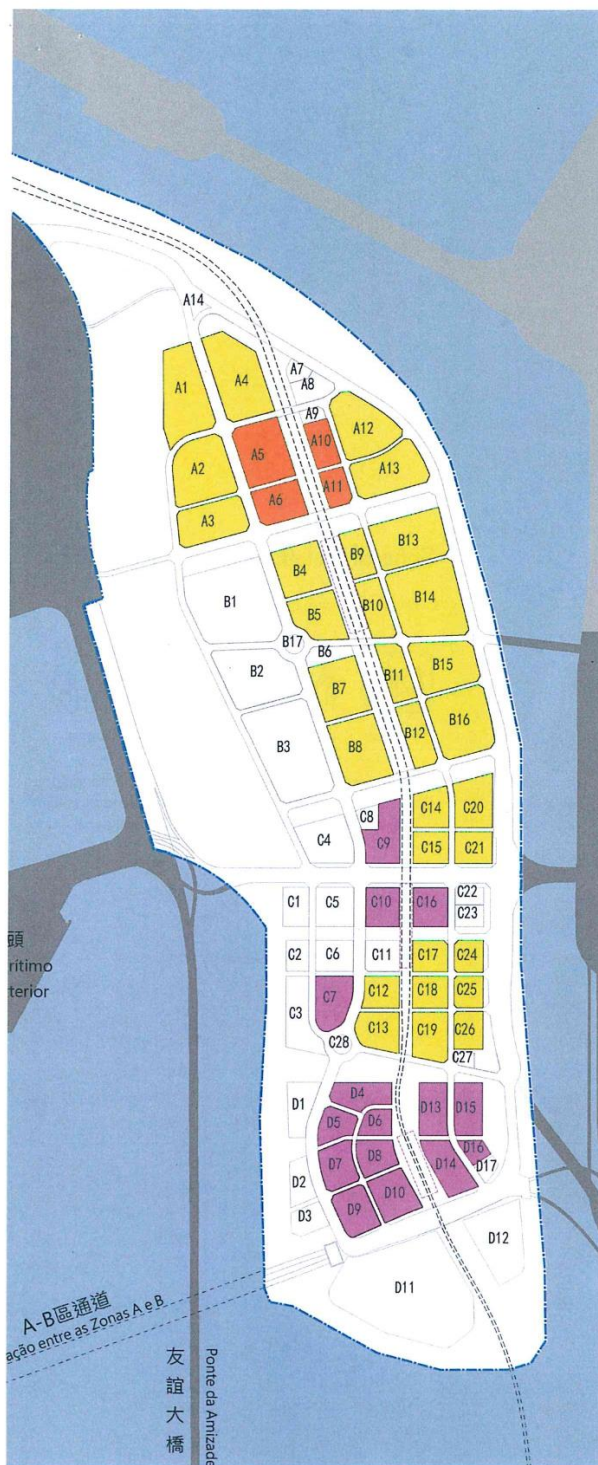 A14
A7
A8
A4
A1
A9
A12
A10
A5
A2
A13
A11
A6
A3
B13
B9
B4
B1
B14
B10
B5
B17
B6
B15
B2
B11
B7
B16
B12
B3
B8
C14
C20
C8
C4
C9
C15
C21
C22
C1
C5
C10
C16
C23
C2
C6
C11
C17
C24
頭
rítimo
terior
C7
C12
C18
C25
C3
C13
C19
C26
C28
C27
D4
D1
D5
D6
D13
D15
D16
D7
D8
D14
D17
D2
D9
D10
D3
D12
D11
A-B區通道
ação entre as Zonas A e B
友誼大橋
Ponte da Amizade